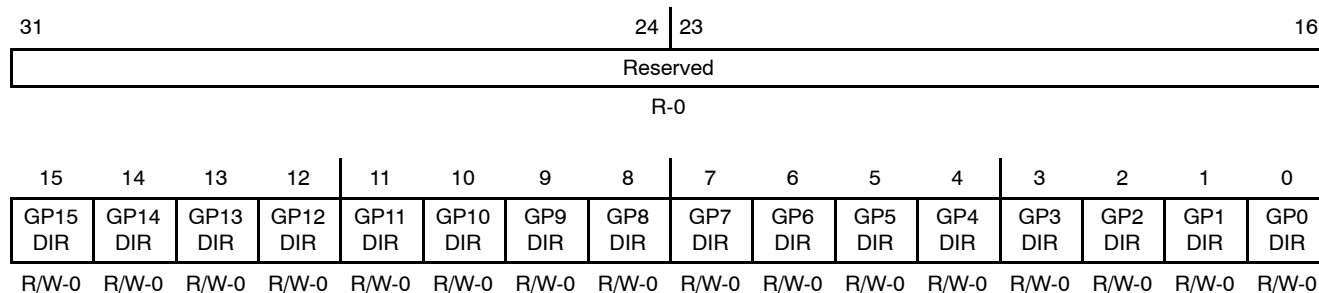 31 24 23 16
Reserved
R-0
15 14 13 12 11 10 9 8 7 6 5 4 3 2 1 0
GP15 GP14 GP13 GP12 GP11 GP10 GP9 GP8 GP7 GP6 GP5 GP4 GP3 GP2 GP1 GP0
DIR DIR DIR DIR DIR DIR DIR DIR DIR DIR DIR DIR DIR DIR DIR DIR
R/W-0 R/W-0 R/W-0 R/W-0 R/W-0 R/W-0 R/W-0 R/W-0 R/W-0 R/W-0 R/W-0 R/W-0 R/W-0 R/W-0 R/W-0 R/W-0